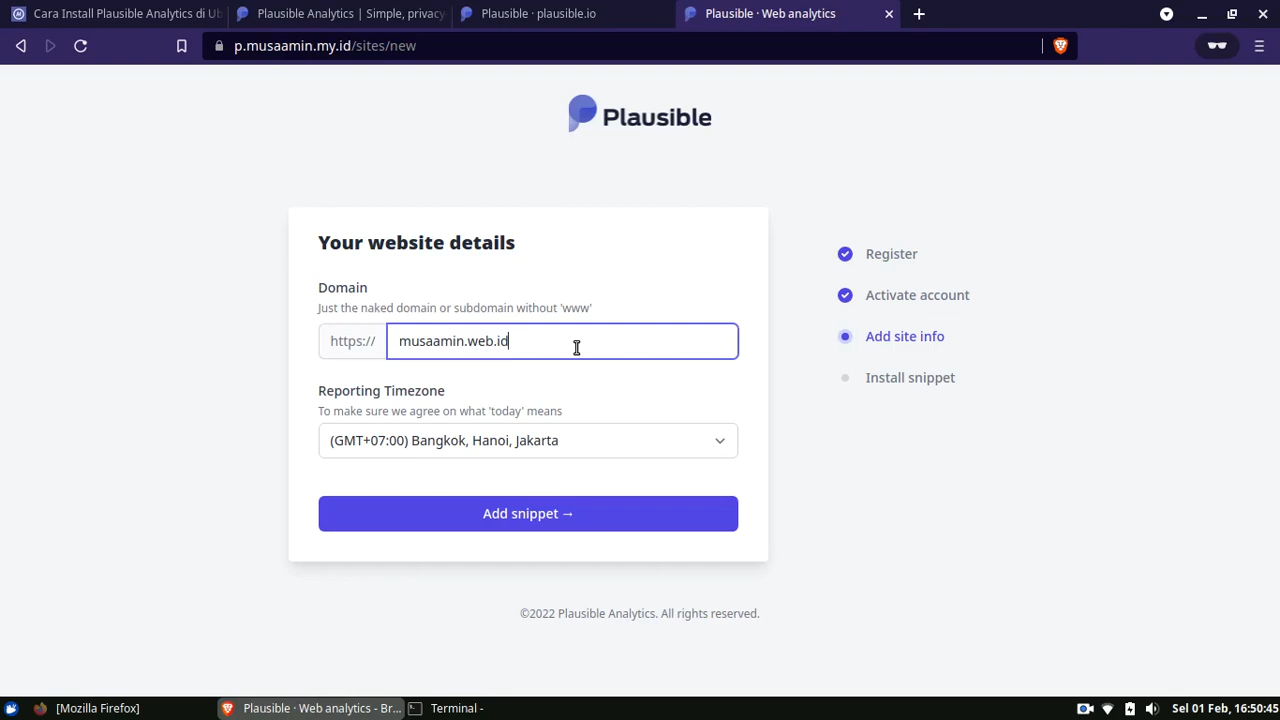 Cara Install Plausible Analytics di Ub
Plausible Analytics | Simple, privacy
Plausible · plausible.io
Plausible · Web analytics
p.musaamin.my.id/sites/new
Plausible
Your website details
Domain
Just the naked domain or subdomain without 'www'
https://
musaamin.web.id
Reporting Timezone
To make sure we agree on what 'today' means
(GMT+07:00) Bangkok, Hanoi, Jakarta
Add snippet →
Register
Activate account
Add site info
Install snippet
©2022 Plausible Analytics. All rights reserved.
[Mozilla Firefox]
Plausible · Web analytics - Br...
Terminal -
Sel 01 Feb, 16:50:45